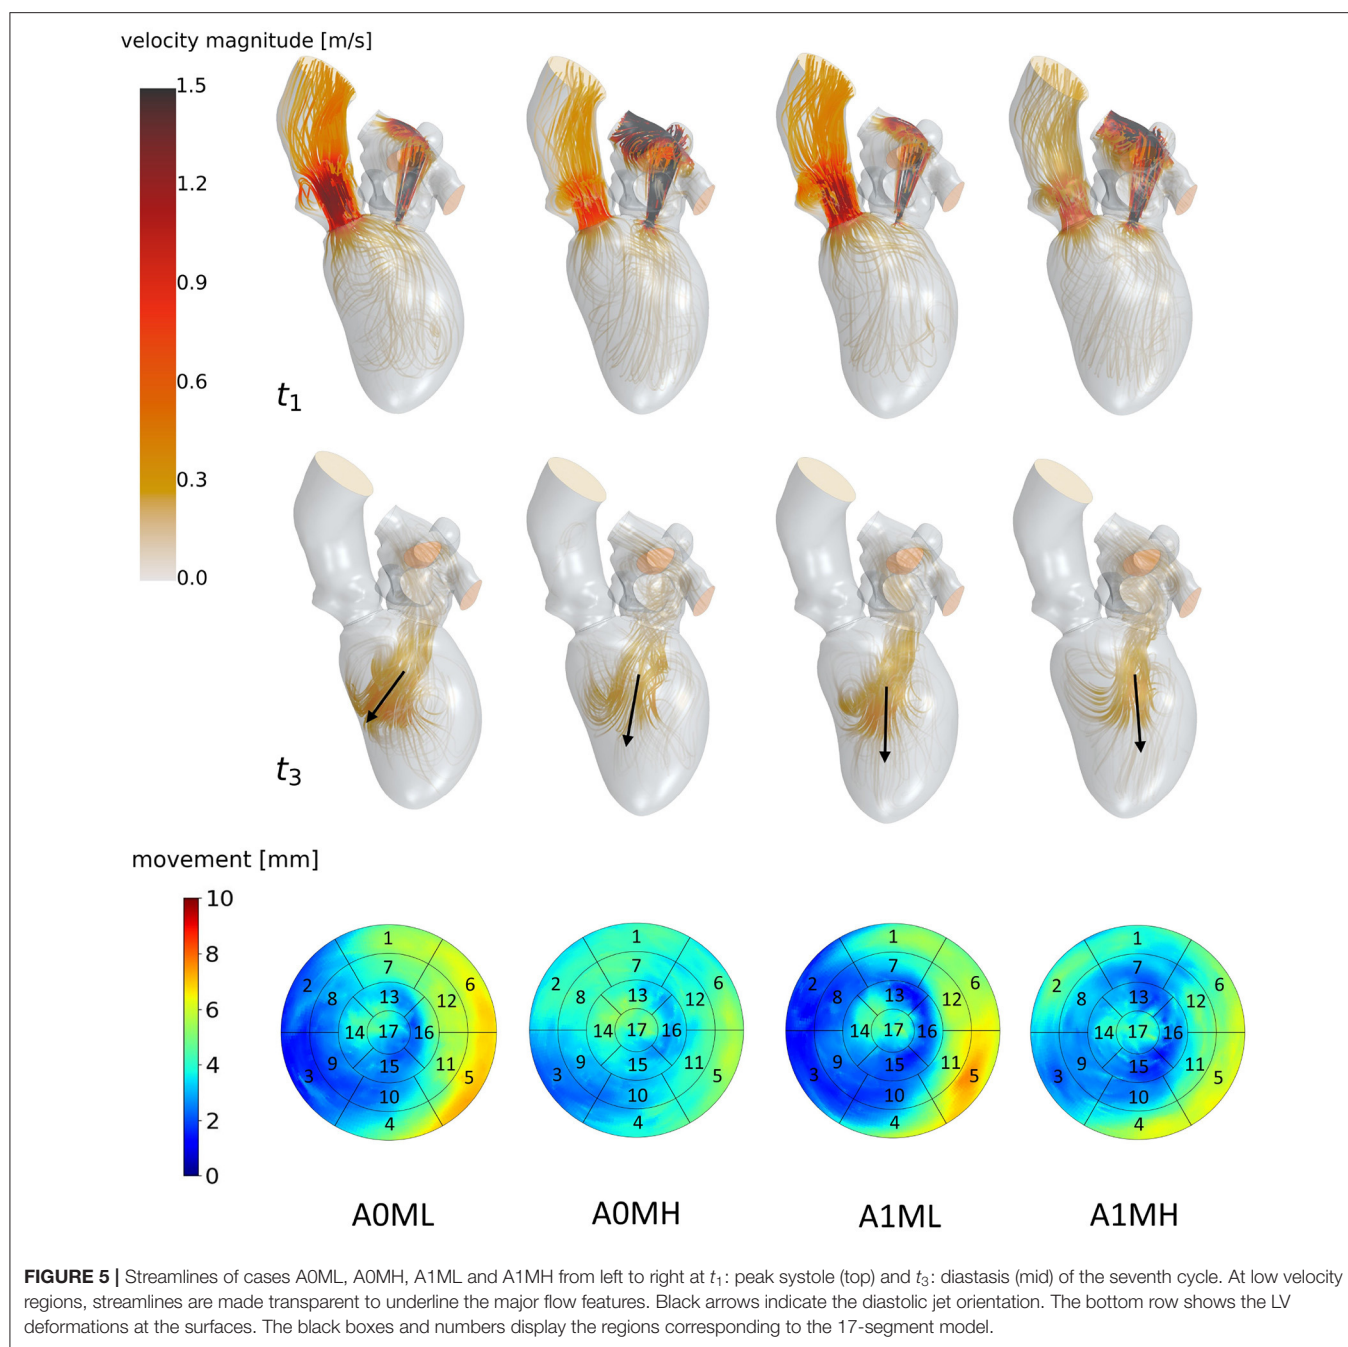 velocity magnitude [m/s]
1.5
1.2
0.9
0.6
0.3
0.0
t1
t3
movement [mm]
10
8
6
4
2
0
1 2 3 4 5 6 7 8 9 10 11 12 13 14 15 16 17
1 2 3 4 5 6 7 8 9 10 11 12 13 14 15 16 17
1 2 3 4 5 6 7 8 9 10 11 12 13 14 15 16 17
1 2 3 4 5 6 7 8 9 10 11 12 13 14 15 16 17
A0ML A0MH A1ML A1MH
FIGURE 5 | Streamlines of cases A0ML, A0MH, A1ML and A1MH from left to right at t1: peak systole (top) and t3: diastasis (mid) of the seventh cycle. At low velocity
regions, streamlines are made transparent to underline the major flow features. Black arrows indicate the diastolic jet orientation. The bottom row shows the LV
deformations at the surfaces. The black boxes and numbers display the regions corresponding to the 17-segment model.